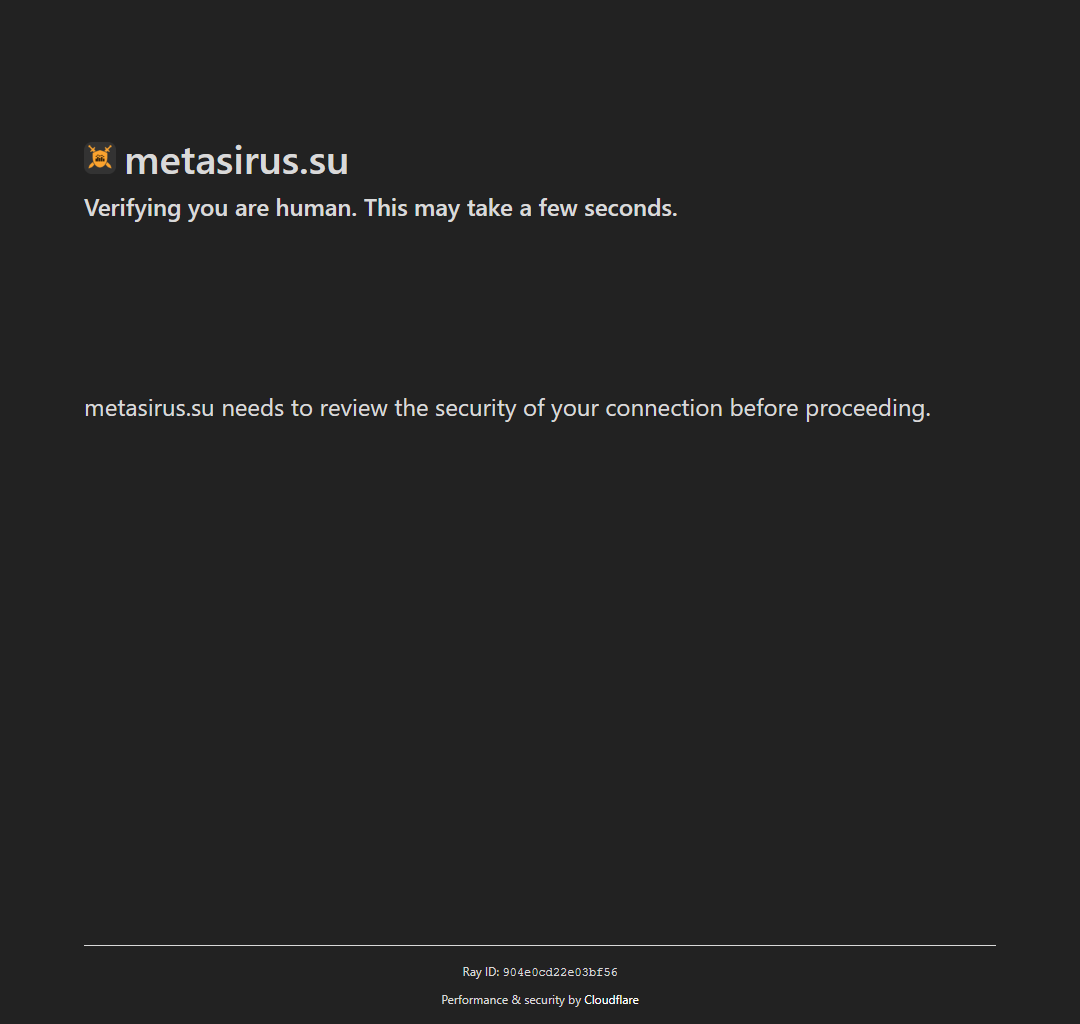 metasirus.su
Verifying you are human. This may take a few seconds.
metasirus.su needs to review the security of your connection before proceeding.
Ray ID: 904e0cd22e03bf56
Performance & security by Cloudflare